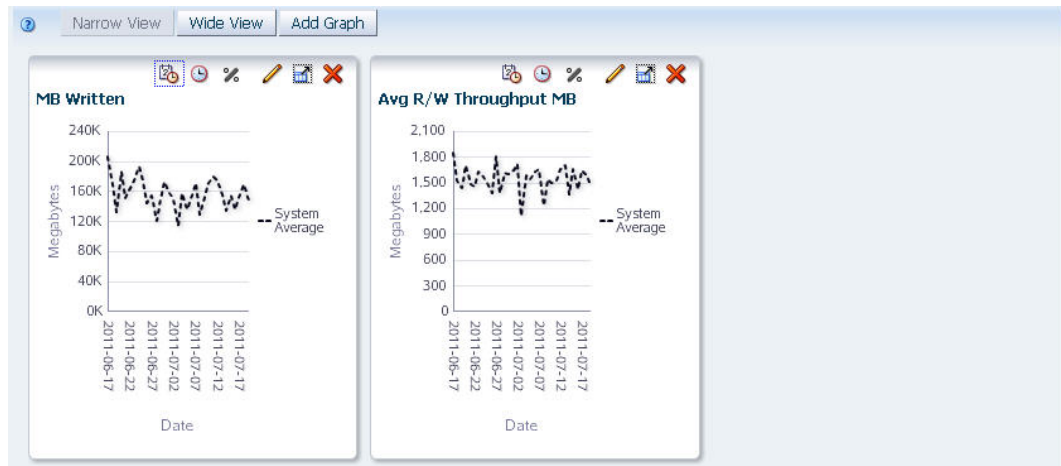 Narrow View Wide View Add Graph
MB Written
240K
200K
160K
120K
80K
40K
0K
Megabytes
2011-06-17
2011-06-22
2011-06-27
2011-07-02
2011-07-07
2011-07-12
2011-07-17
Date
System
Average
Avg R/W Throughput MB
2,100
1,800
1,500
1,200
900
600
300
0
Megabytes
2011-06-17
2011-06-22
2011-06-27
2011-07-02
2011-07-07
2011-07-12
2011-07-17
Date
System
Average